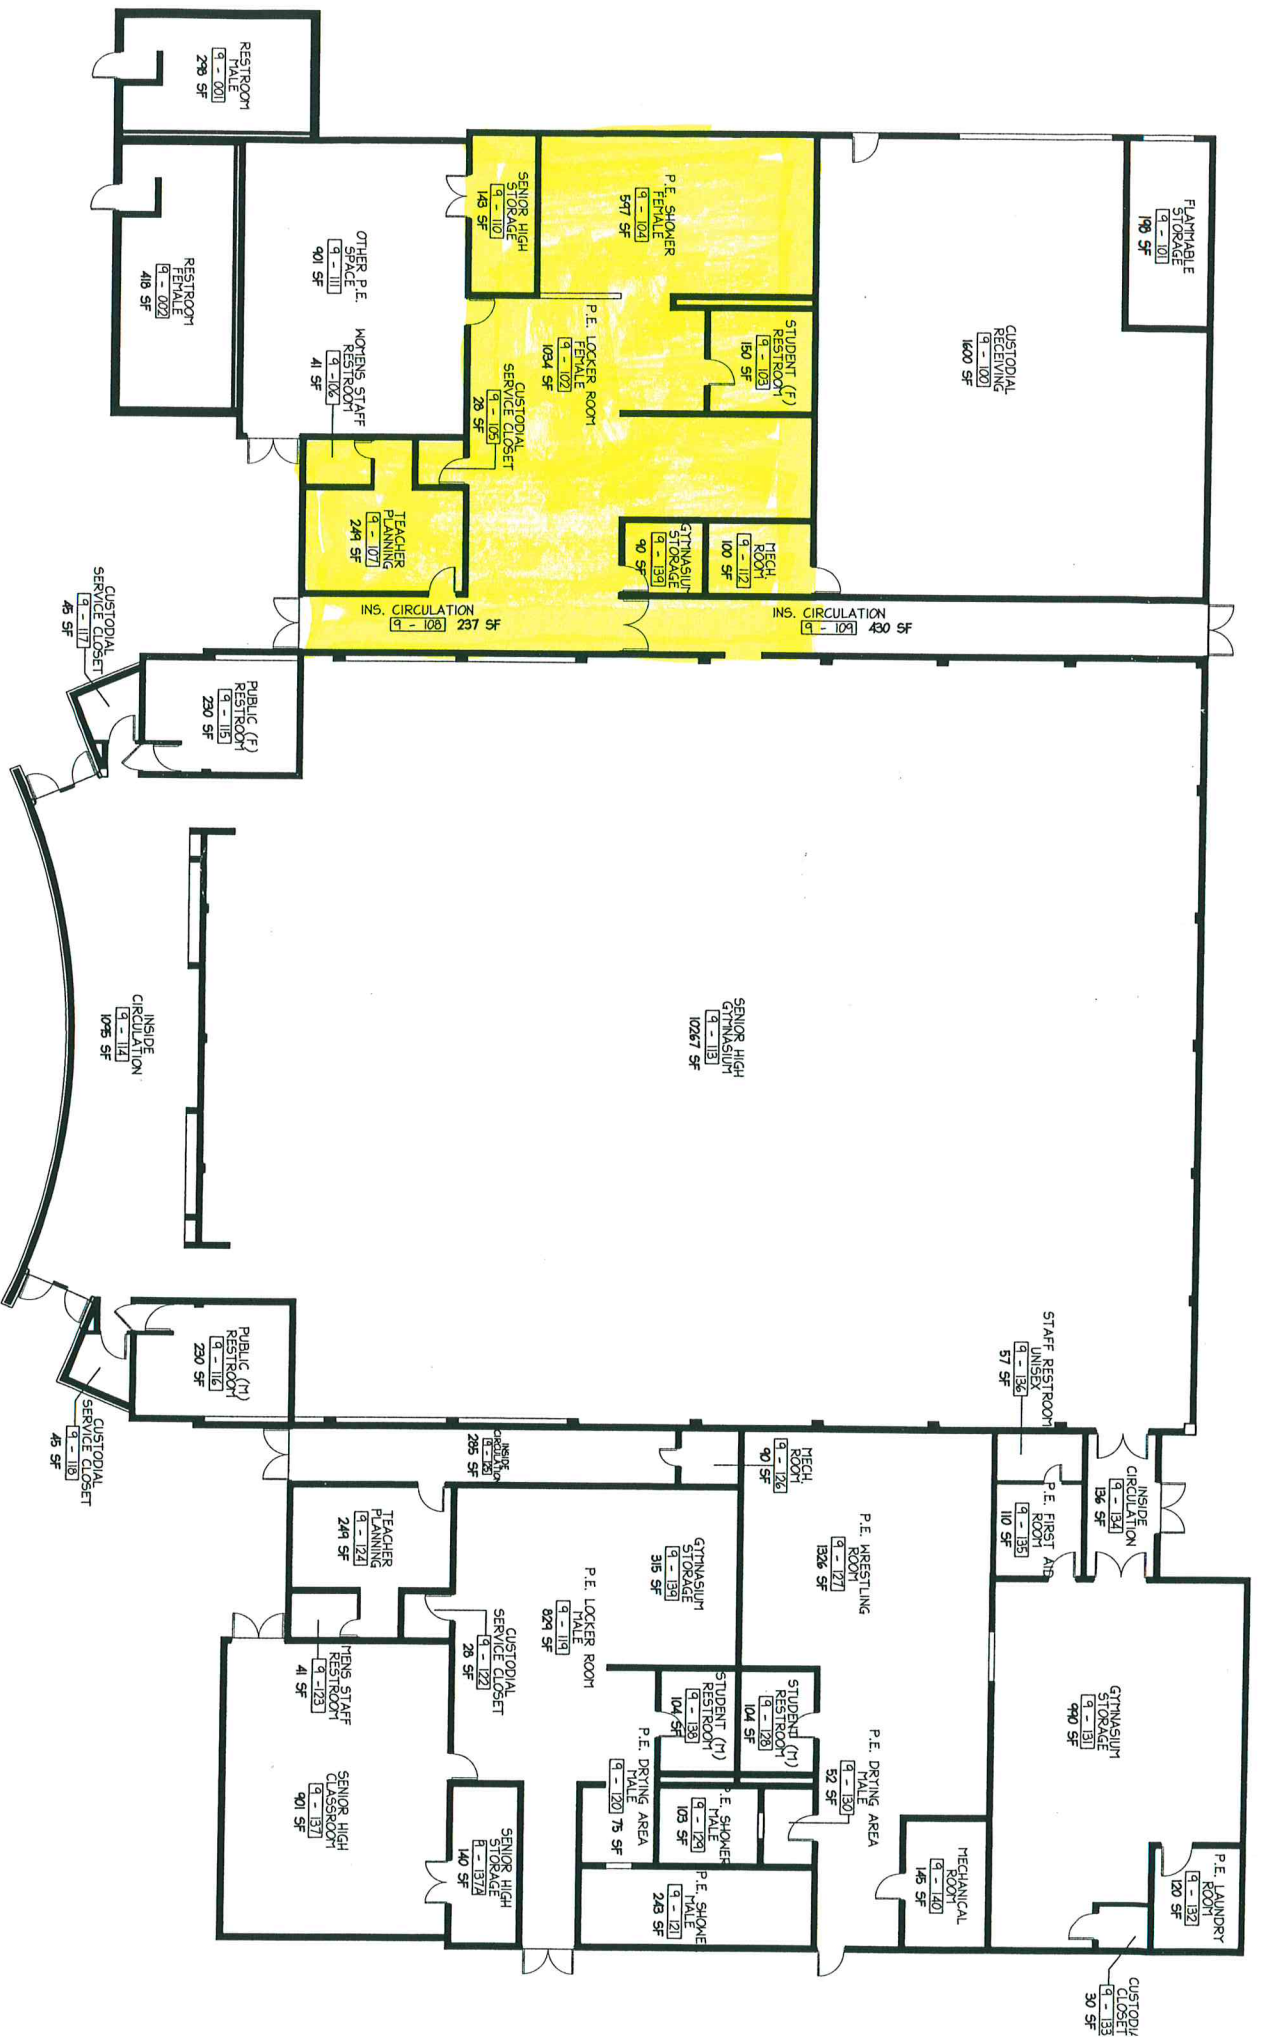 RESTROOM
MALE
9 - 001
298 SF
RESTROOM
FEMALE
9 - 002
418 SF
SENIOR HIGH
STORAGE
9 - 110
143 SF
P.E. SHOWER
FEMALE
9 - 104
597 SF
FLAMMABLE
STORAGE
9 - 101
198 SF
OTHER P.E.
SPACE
9 - 111
901 SF
WOMENS STAFF
RESTROOM
9 - 106
41 SF
P.E. LOCKER ROOM
FEMALE
9 - 102
1034 SF
CUSTODIAL
SERVICE CLOSET
9 - 105
28 SF
STUDENT (F)
RESTROOM
9 - 103
150 SF
CUSTODIAL
RECEIVING
9 - 100
1600 SF
TEACHER
PLANNING
9 - 107
249 SF
GYMNASIUM
STORAGE
9 - 139
90 SF
MECH.
ROOM
9 - 112
100 SF
INS. CIRCULATION
9 - 108 237 SF
INS. CIRCULATION
9 - 109 430 SF
CUSTODIAL
SERVICE CLOSET
9 - 117
45 SF
PUBLIC (F)
RESTROOM
9 - 115
230 SF
INSIDE
CIRCULATION
9 - 114
1095 SF
SENIOR HIGH
GYMNASIUM
9 - 113
10267 SF
PUBLIC (M)
RESTROOM
9 - 116
230 SF
CUSTODIAL
SERVICE CLOSET
9 - 118
45 SF
STAFF RESTROOM
UNISEX
9 - 136
57 SF
INSIDE
CIRCULATION
9 - 125
285 SF
MECH.
ROOM
9 - 126
90 SF
INSIDE
CIRCULATION
9 - 134
136 SF
P.E. FIRST AID
ROOM
9 - 135
110 SF
TEACHER
PLANNING
9 - 124
249 SF
GYMNASIUM
STORAGE
9 - 139
315 SF
P.E. WRESTLING
ROOM
9 - 127
1326 SF
P.E. LOCKER ROOM
MALE
9 - 119
829 SF
CUSTODIAL
SERVICE CLOSET
9 - 122
28 SF
MENS STAFF
RESTROOM
9 - 123
41 SF
STUDENT (M)
RESTROOM
9 - 138
104 SF
STUDENT (M)
RESTROOM
9 - 128
104 SF
GYMNASIUM
STORAGE
9 - 131
990 SF
P.E. DRYING AREA
MALE
9 - 120 75 SF
P.E. DRYING AREA
MALE
9 - 130
52 SF
SENIOR HIGH
CLASSROOM
9 - 137
901 SF
SENIOR HIGH
STORAGE
9 - 137A
140 SF
P.E. SHOWER
MALE
9 - 129
103 SF
P.E. SHOWE
MALE
9 - 121
243 SF
MECHANICAL
ROOM
9 - 140
145 SF
P.E. LAUNDRY
ROOM
9 - 132
120 SF
CLOSET
9 - 133
30 SF